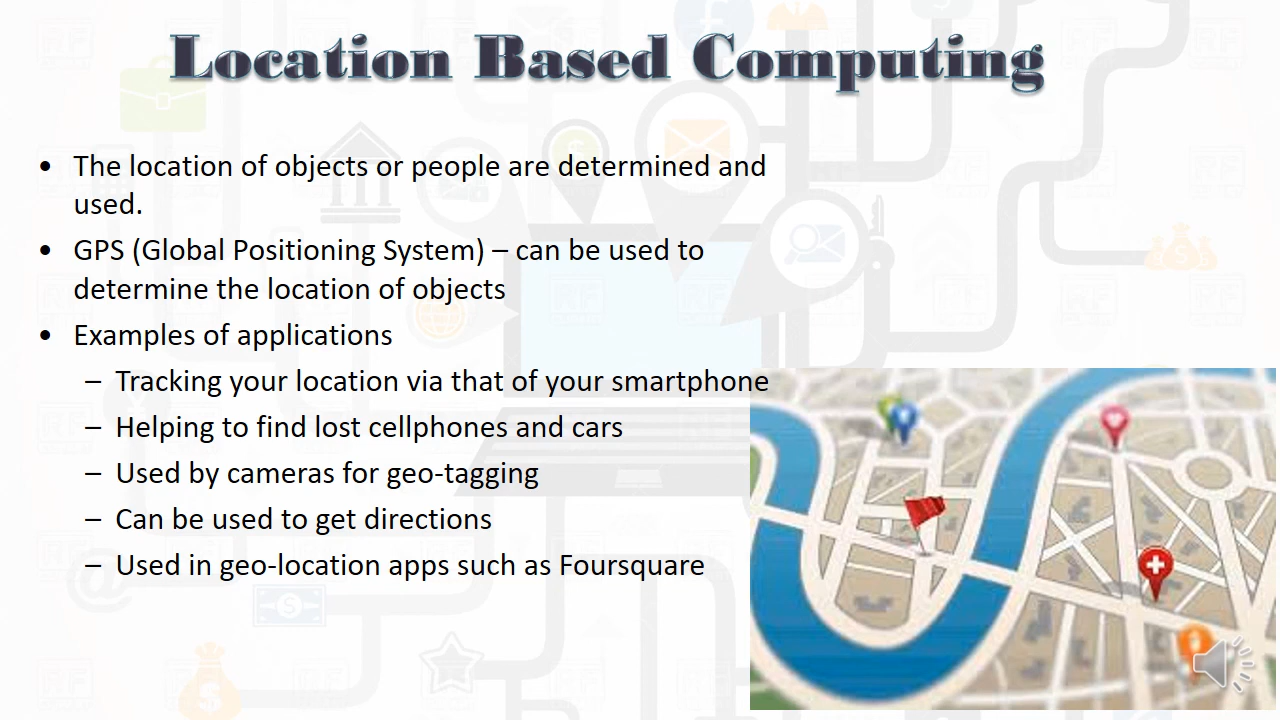 Location Based Computing
• The location of objects or people are determined and
used.
• GPS (Global Positioning System) – can be used to
determine the location of objects
• Examples of applications
– Tracking your location via that of your smartphone
– Helping to find lost cellphones and cars
– Used by cameras for geo-tagging
– Can be used to get directions
– Used in geo-location apps such as Foursquare